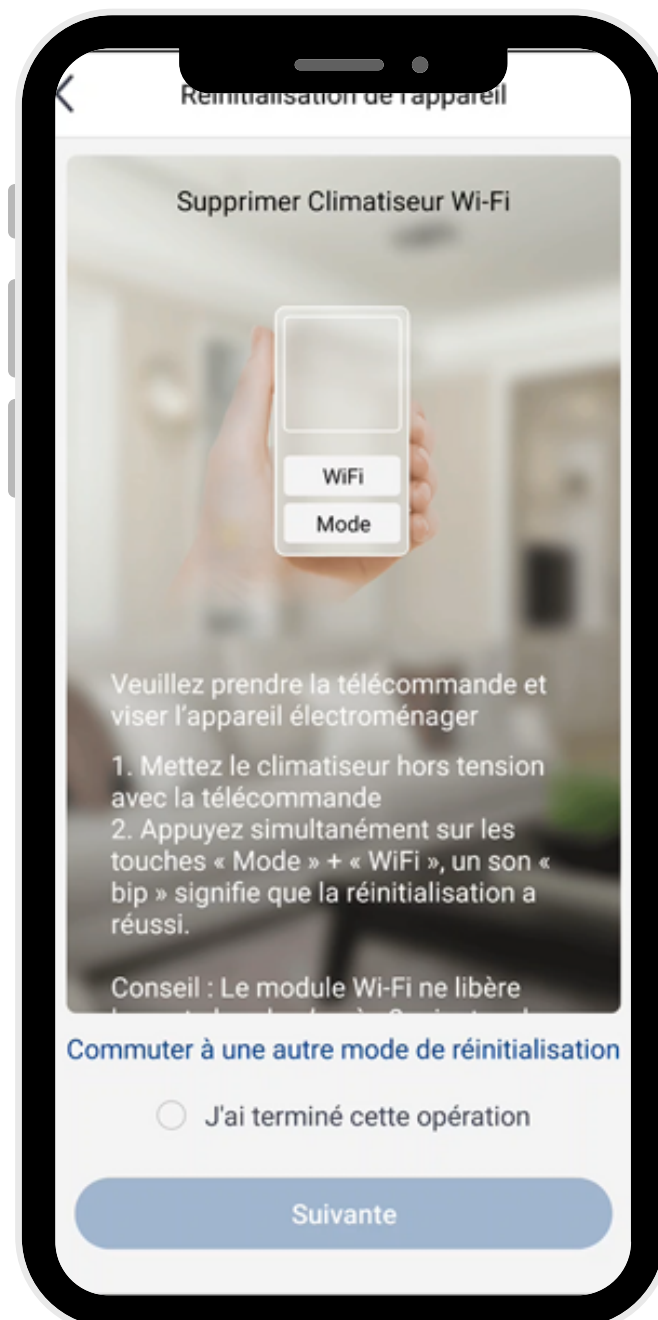 Réinitialisation de l'appareil
Supprimer Climatiseur Wi-Fi
WiFi
Mode
Veuillez prendre la télécommande et
viser l'appareil électroménager
1. Mettez le climatiseur hors tension
avec la télécommande
2. Appuyez simultanément sur les
touches « Mode » + « WiFi », un son «
bip » signifie que la réinitialisation a
réussi.
Conseil : Le module Wi-Fi ne libère
Commuter à une autre mode de réinitialisation
J'ai terminé cette opération
Suivante